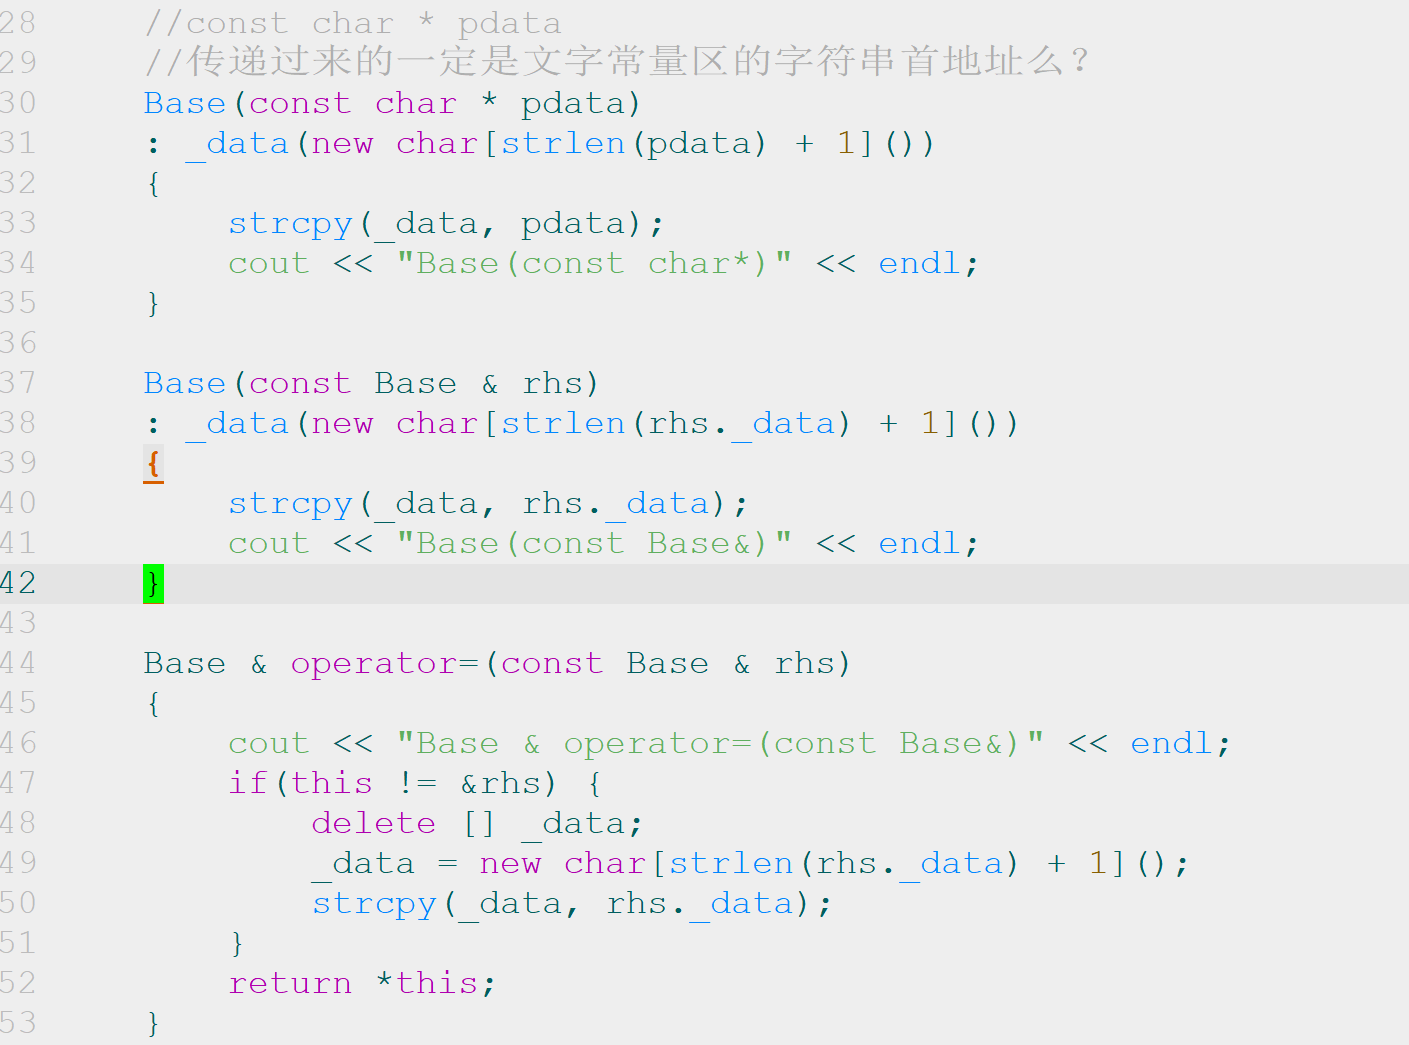 28 //const char * pdata
29 //传递过来的一定是文字常量区的字符串首地址么?
30 Base(const char * pdata)
31 : _data(new char[strlen(pdata) + 1]())
32 {
33 strcpy(_data, pdata);
34 cout << "Base(const char*)" << endl;
35 }
36
37 Base(const Base & rhs)
38 : _data(new char[strlen(rhs._data) + 1]())
39 {
40 strcpy(_data, rhs._data);
41 cout << "Base(const Base&)" << endl;
42 }
43
44 Base & operator=(const Base & rhs)
45 {
46 cout << "Base & operator=(const Base&)" << endl;
47 if(this != &rhs) {
48 delete [] _data;
49 _data = new char[strlen(rhs._data) + 1]();
50 strcpy(_data, rhs._data);
51 }
52 return *this;
53 }